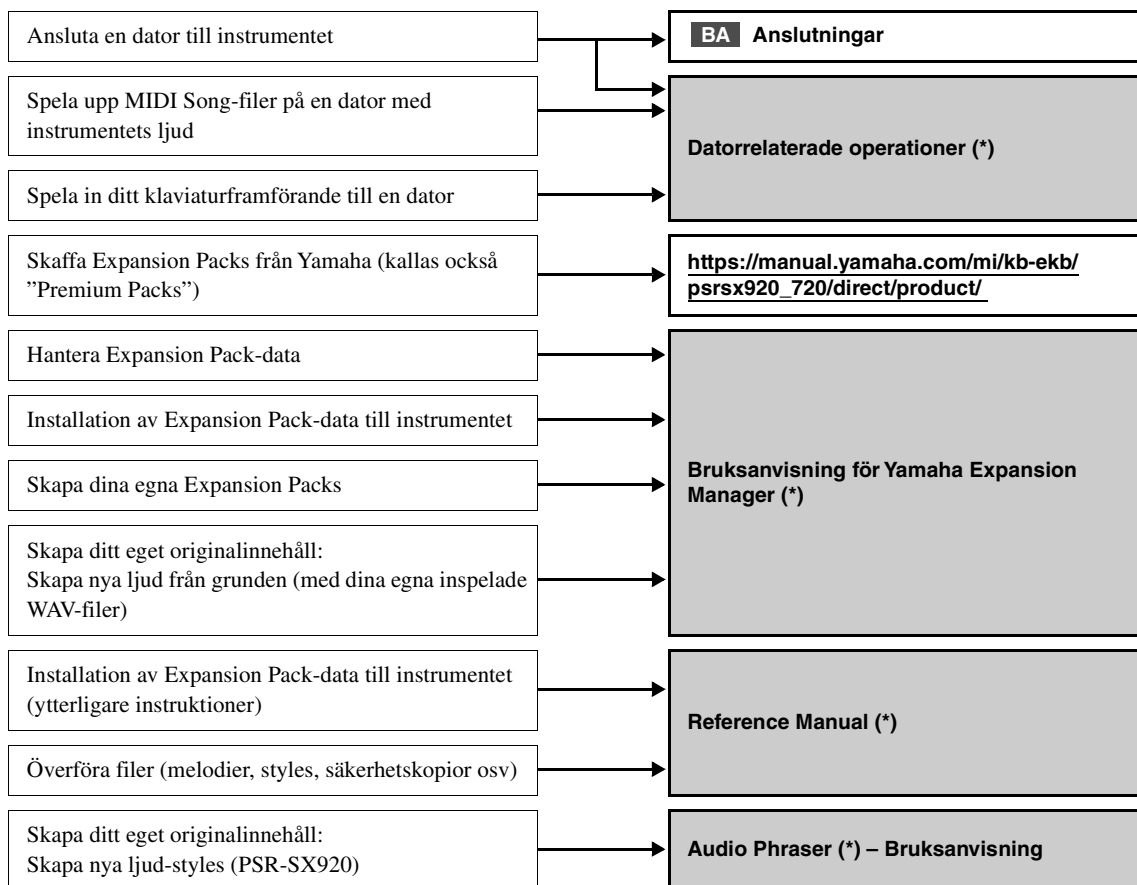 Ansluta en dator till instrumentet
BA Anslutningar
Spela upp MIDI Song-filer på en dator med
instrumentets ljud
Datorrelaterade operationer (*)
Spela in ditt klaviaturframförande till en dator
Skaffa Expansion Packs från Yamaha (kallas också
”Premium Packs”)
https://manual.yamaha.com/mi/kb-ekb/
psrsx920_720/direct/product/
Hantera Expansion Pack-data
Installation av Expansion Pack-data till instrumentet
Skapa dina egna Expansion Packs
Bruksanvisning för Yamaha Expansion
Manager (*)
Skapa ditt eget originalinnehåll:
Skapa nya ljud från grunden (med dina egna inspelade
WAV-filer)
Installation av Expansion Pack-data till instrumentet
(ytterligare instruktioner)
Reference Manual (*)
Överföra filer (melodier, styles, säkerhetskopior osv)
Skapa ditt eget originalinnehåll:
Skapa nya ljud-styles (PSR-SX920)
Audio Phraser (*) – Bruksanvisning